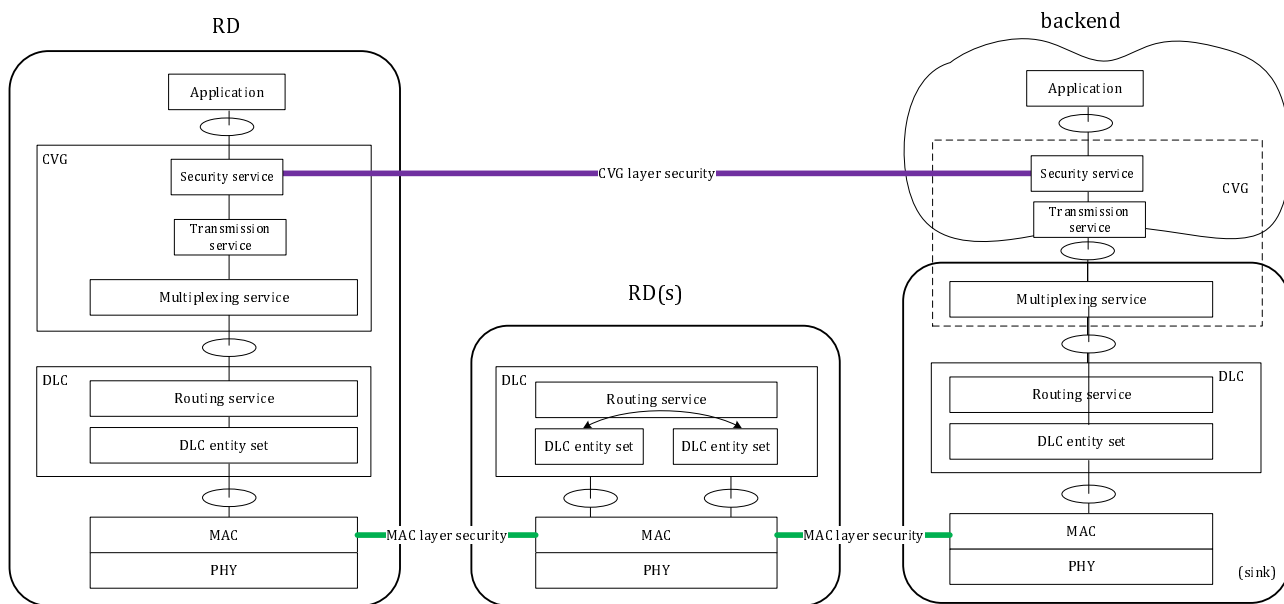 RD
Application
CVG
Security service
Transmission
service
Multiplexing service
DLC
Routing service
DLC entity set
MAC
PHY
CVG layer security
MAC layer security
RD(s)
DLC
Routing service
DLC entity set
DLC entity set
MAC
PHY
MAC layer security
backend
Application
Security service
CVG
Transmission
service
Multiplexing service
DLC
Routing service
DLC entity set
MAC
PHY
(sink)